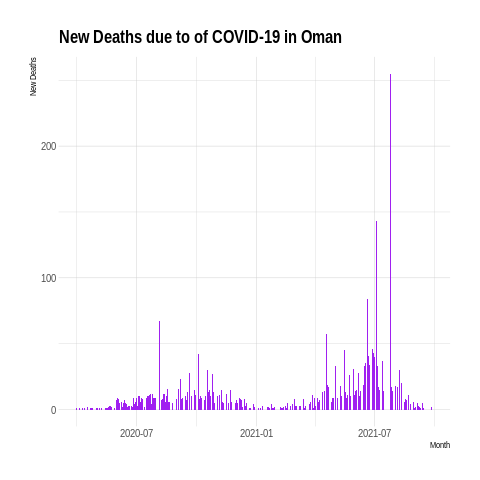 New Deaths due to of COVID-19 in Oman
New Deaths
200
100
0
2020-07
2021-01
2021-07
Month